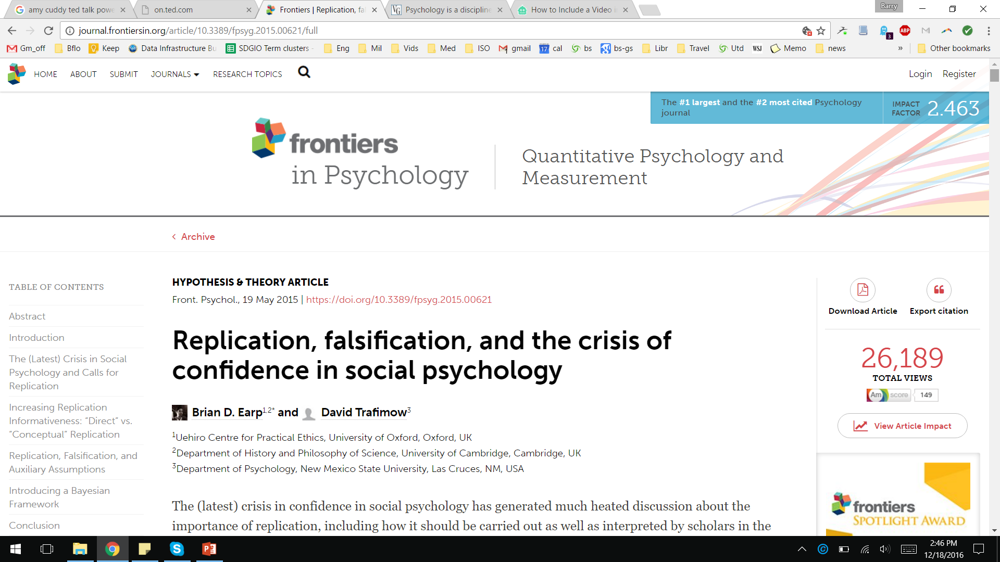 amy cuddy ted talk powe
on.ted.com
Frontiers | Replication, fa
Psychology is a discipline
How to Include a Video i
Barry
journal.frontiersin.org/article/10.3389/fpsyg.2015.00621/full
3
ABP
Gm_off
Bflo
Keep
Data Infrastructure Bu
SDGIO Term clusters -
Eng
Mil
Vids
Med
ISO
gmail
17 cal
bs
bs-gs
Libr
Travel
Utd
WSJ
Memo
news
»
Other bookmarks
HOME
ABOUT
SUBMIT
JOURNALS
RESEARCH TOPICS
Login
Register
The #1 largest and the #2 most cited Psychology
journal
IMPACT
FACTOR
2.463
frontiers
in Psychology
Quantitative Psychology and
Measurement
‹ Archive
TABLE OF CONTENTS
Abstract
Introduction
The (Latest) Crisis in Social
Psychology and Calls for
Replication
Increasing Replication
Informativeness: “Direct” vs.
“Conceptual” Replication
Replication, Falsification, and
Auxiliary Assumptions
Introducing a Bayesian
Framework
Conclusion
HYPOTHESIS & THEORY ARTICLE
Front. Psychol., 19 May 2015 | https://doi.org/10.3389/fpsyg.2015.00621
Replication, falsification, and the crisis of
confidence in social psychology
Brian D. Earp1,2* and David Trafimow3
1Uehiro Centre for Practical Ethics, University of Oxford, Oxford, UK
2Department of History and Philosophy of Science, University of Cambridge, Cambridge, UK
3Department of Psychology, New Mexico State University, Las Cruces, NM, USA
The (latest) crisis in confidence in social psychology has generated much heated discussion about the
importance of replication, including how it should be carried out as well as interpreted by scholars in the
Download Article
Export citation
26,189
TOTAL VIEWS
Am score 149
View Article Impact
frontiers
SPOTLIGHT AWARD
2:46 PM
12/18/2016